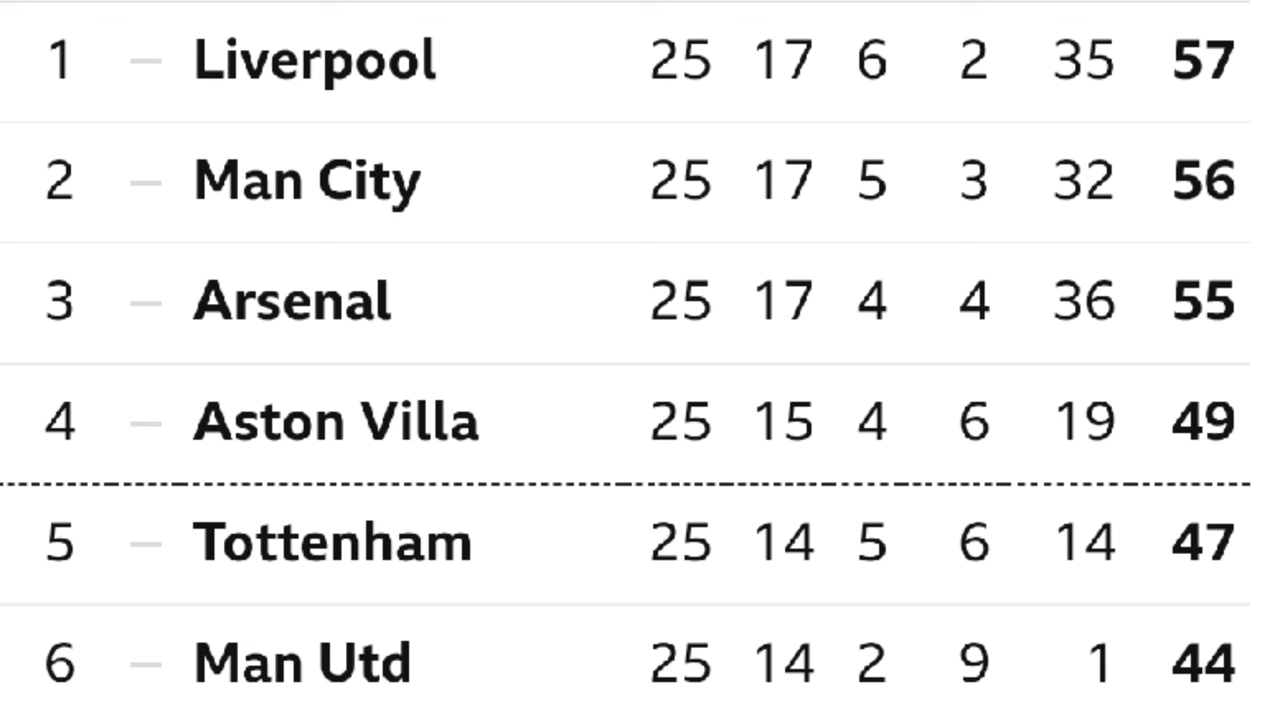 1 – Liverpool 25 17 6 2 35 57
2 – Man City 25 17 5 3 32 56
3 – Arsenal 25 17 4 4 36 55
4 – Aston Villa 25 15 4 6 19 49
5 – Tottenham 25 14 5 6 14 47
6 – Man Utd 25 14 2 9 1 44